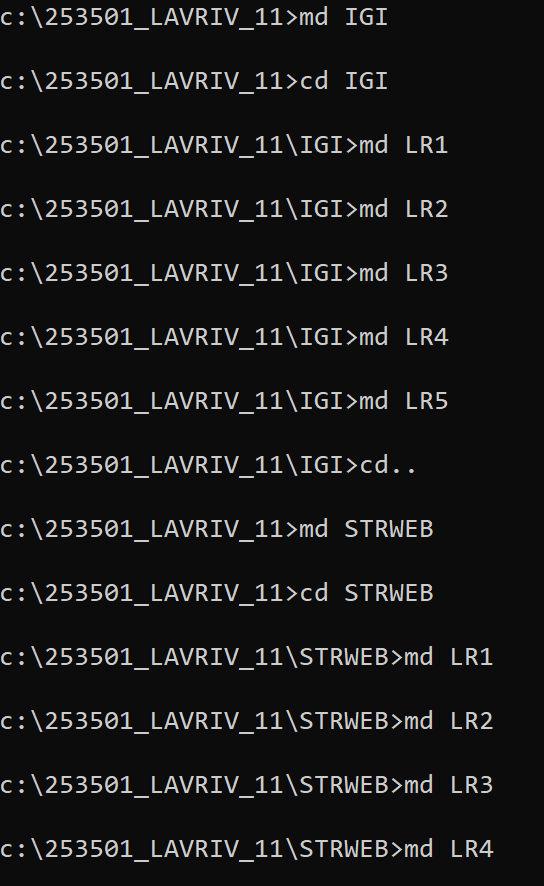 c:\253501_LAVRIV_11>md IGI
c:\253501_LAVRIV_11>cd IGI
c:\253501_LAVRIV_11\IGI>md LR1
c:\253501_LAVRIV_11\IGI>md LR2
c:\253501_LAVRIV_11\IGI>md LR3
c:\253501_LAVRIV_11\IGI>md LR4
c:\253501_LAVRIV_11\IGI>md LR5
c:\253501_LAVRIV_11\IGI>cd..
c:\253501_LAVRIV_11>md STRWEB
c:\253501_LAVRIV_11>cd STRWEB
c:\253501_LAVRIV_11\STRWEB>md LR1
c:\253501_LAVRIV_11\STRWEB>md LR2
c:\253501_LAVRIV_11\STRWEB>md LR3
c:\253501_LAVRIV_11\STRWEB>md LR4